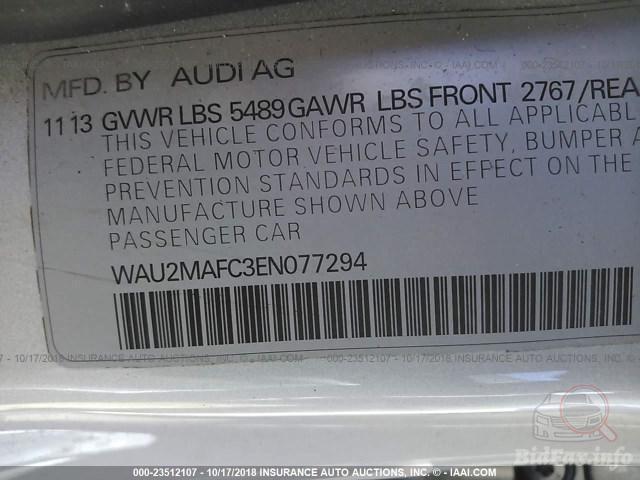 MFD. BY AUDI AG
11 13 GVWR LBS 5489 GAWR LBS FRONT 2767/REA
THIS VEHICLE CONFORMS TO ALL APPLICABL
FEDERAL MOTOR VEHICLE SAFETY, BUMPER A
PREVENTION STANDARDS IN EFFECT ON THE
MANUFACTURE SHOWN ABOVE
PASSENGER CAR
WAU2MAFC3EN077294
000-23512107 - 10/17/2018 INSURANCE AUTO AUCTIONS, INC. - © - IAAI.COM
BidFax.info